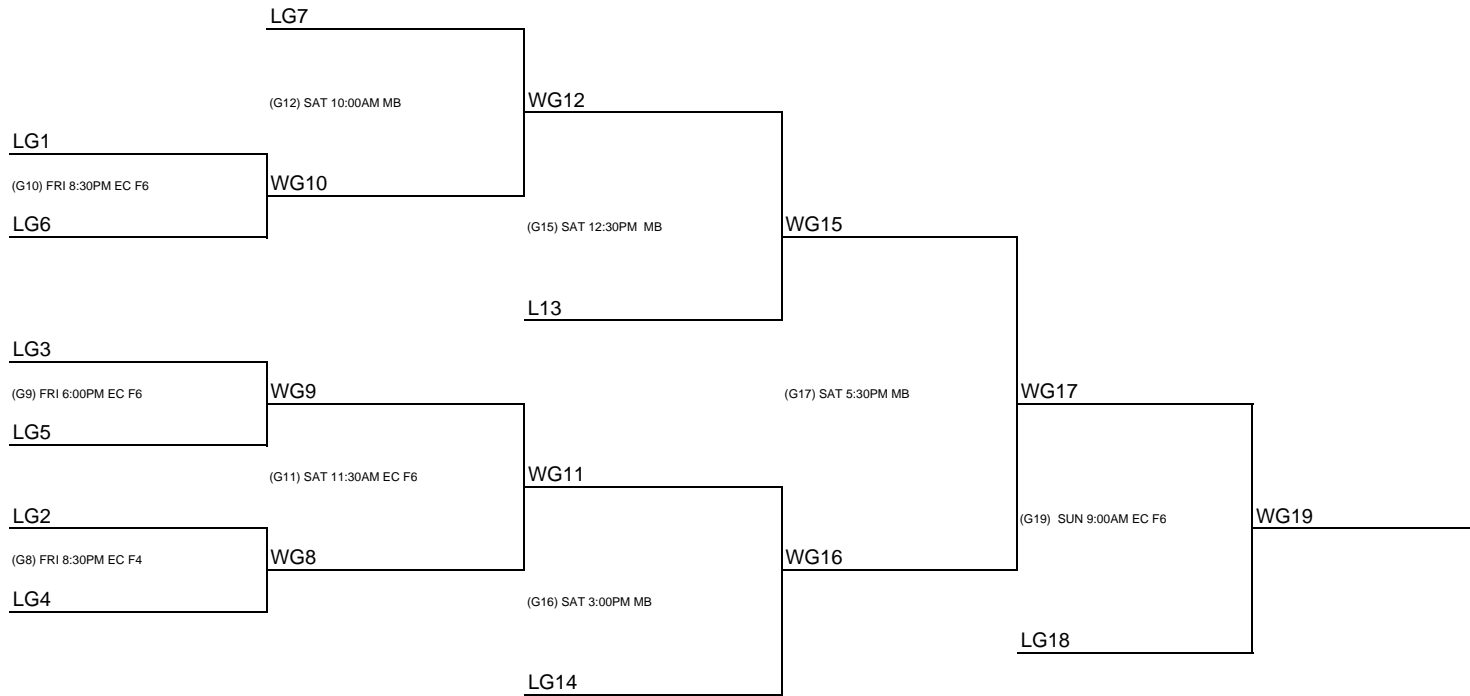 LG7
(G12) SAT 10:00AM MB
WG12
LG1
(G10) FRI 8:30PM EC F6
WG10
LG6
(G15) SAT 12:30PM  MB
WG15
L13
LG3
(G9) FRI 6:00PM EC F6
WG9
(G17) SAT 5:30PM MB
WG17
LG5
(G11) SAT 11:30AM EC F6
WG11
LG2
(G19)  SUN 9:00AM EC F6
WG19
(G8) FRI 8:30PM EC F4
WG8
WG16
LG4
(G16) SAT 3:00PM MB
LG18
LG14